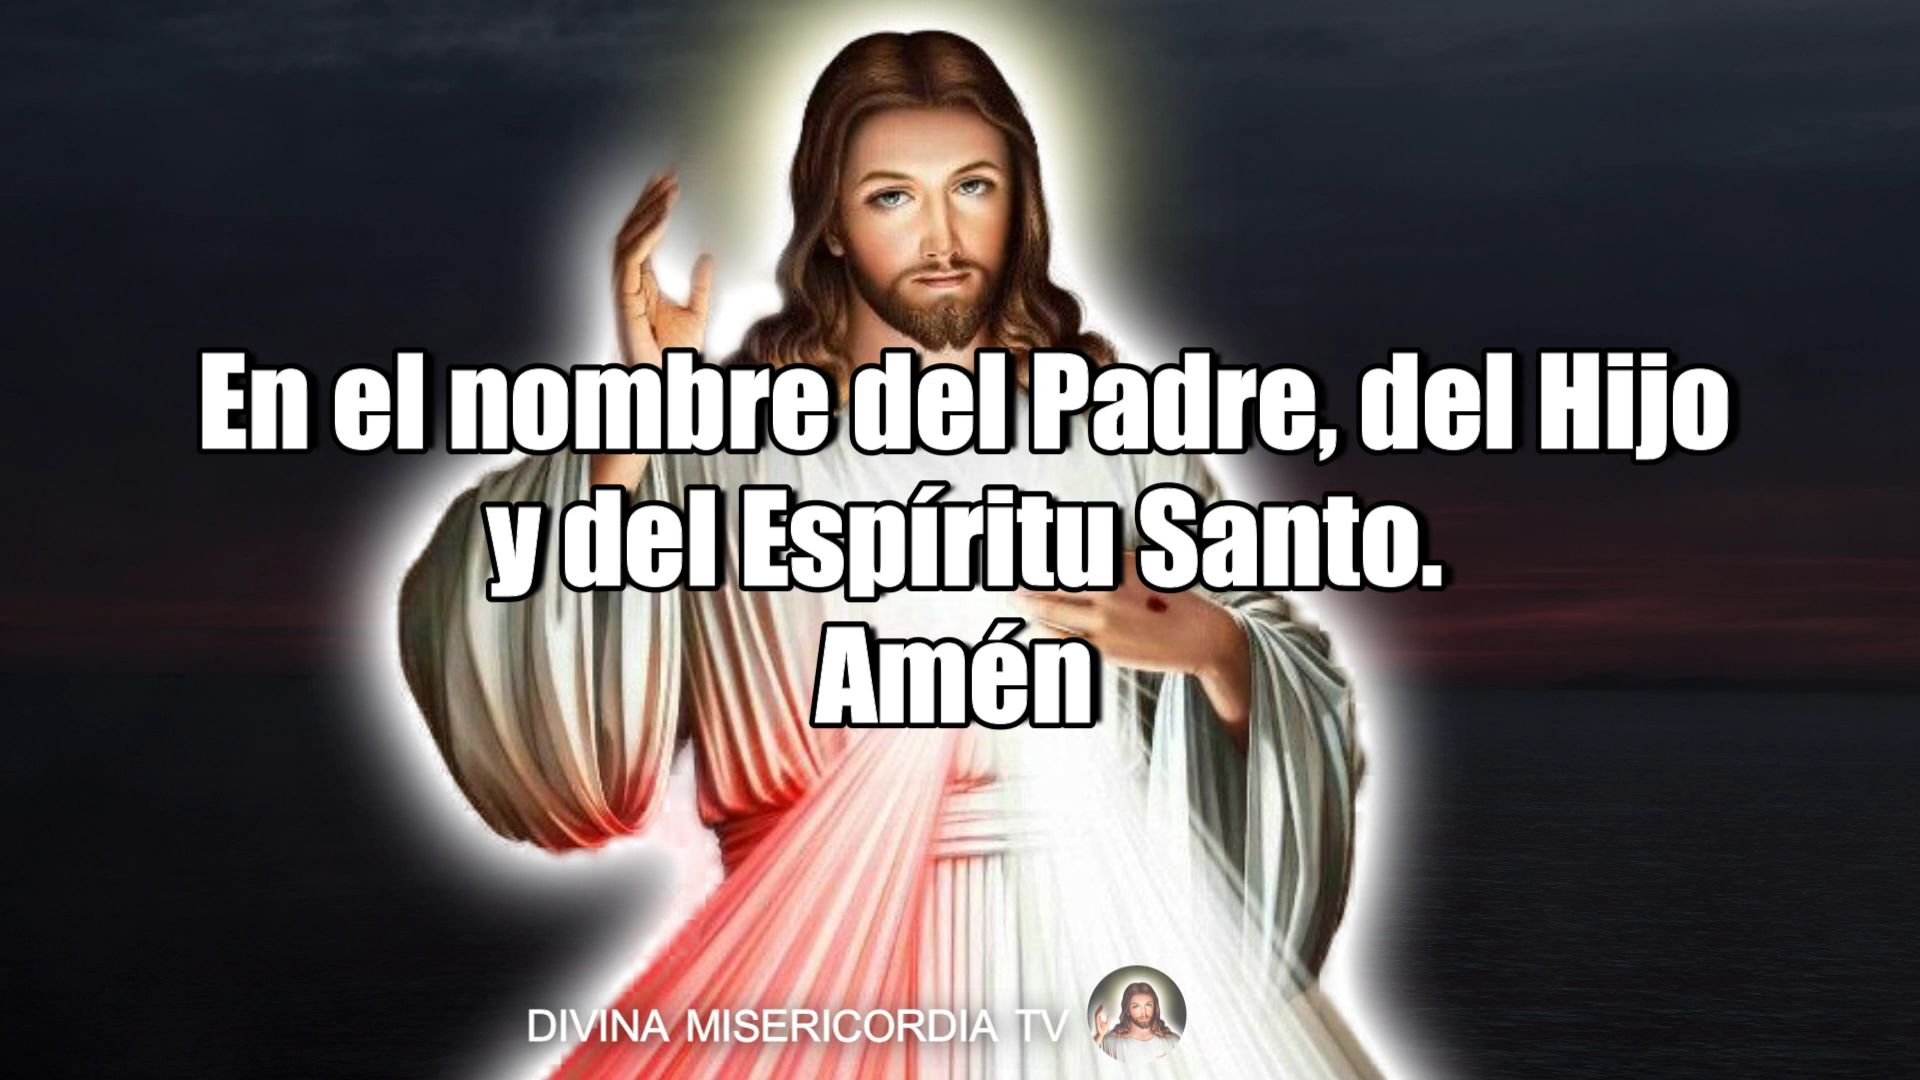 En el nombre del Padre, del Hijo
y del Espíritu Santo.
Amén
DIVINA MISERICORDIA TV